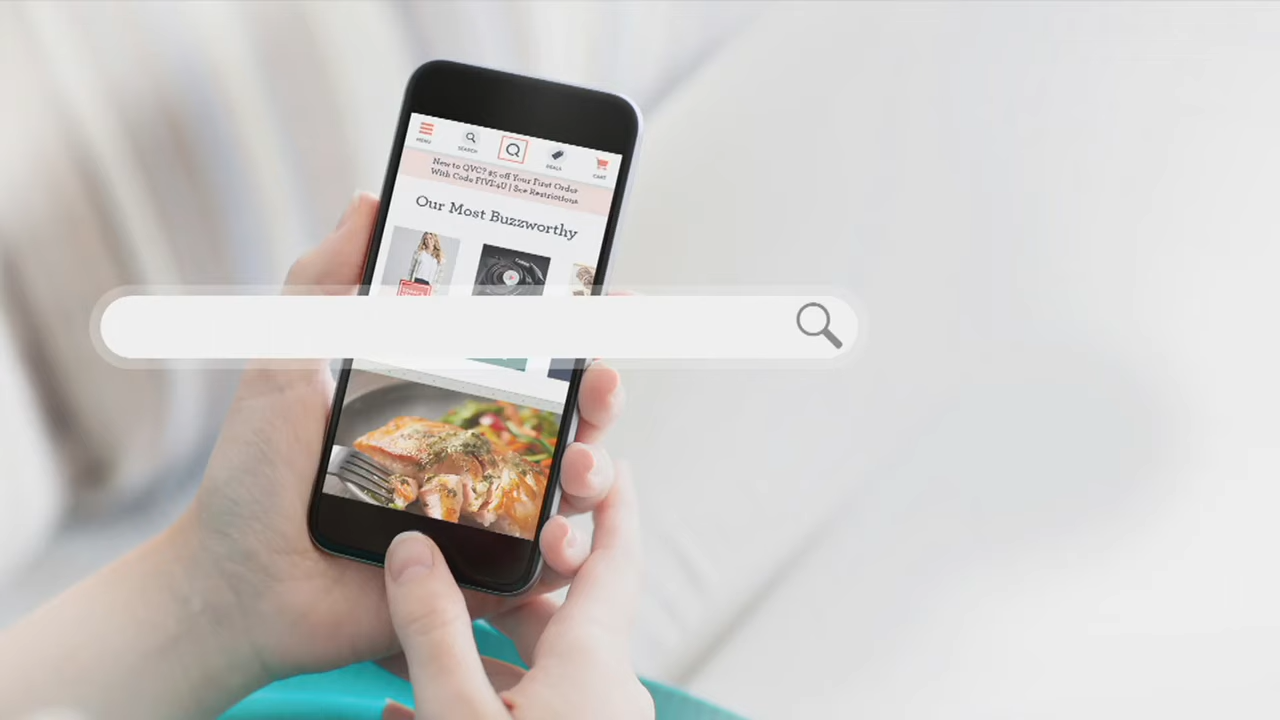 MENU
SEARCH
Q
DEALS
CART
New to QVC? $5 off Your First Order
With Code FIVE4U | See Restrictions
Our Most Buzzworthy